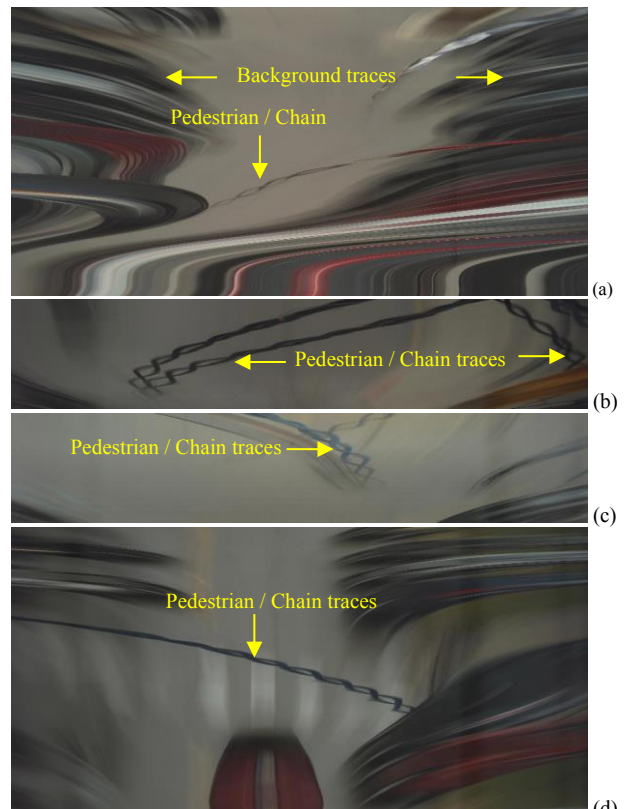 Background traces
Pedestrian / Chain
(a)
Pedestrian / Chain traces
(b)
Pedestrian / Chain traces
(c)
Pedestrian / Chain traces
(d)